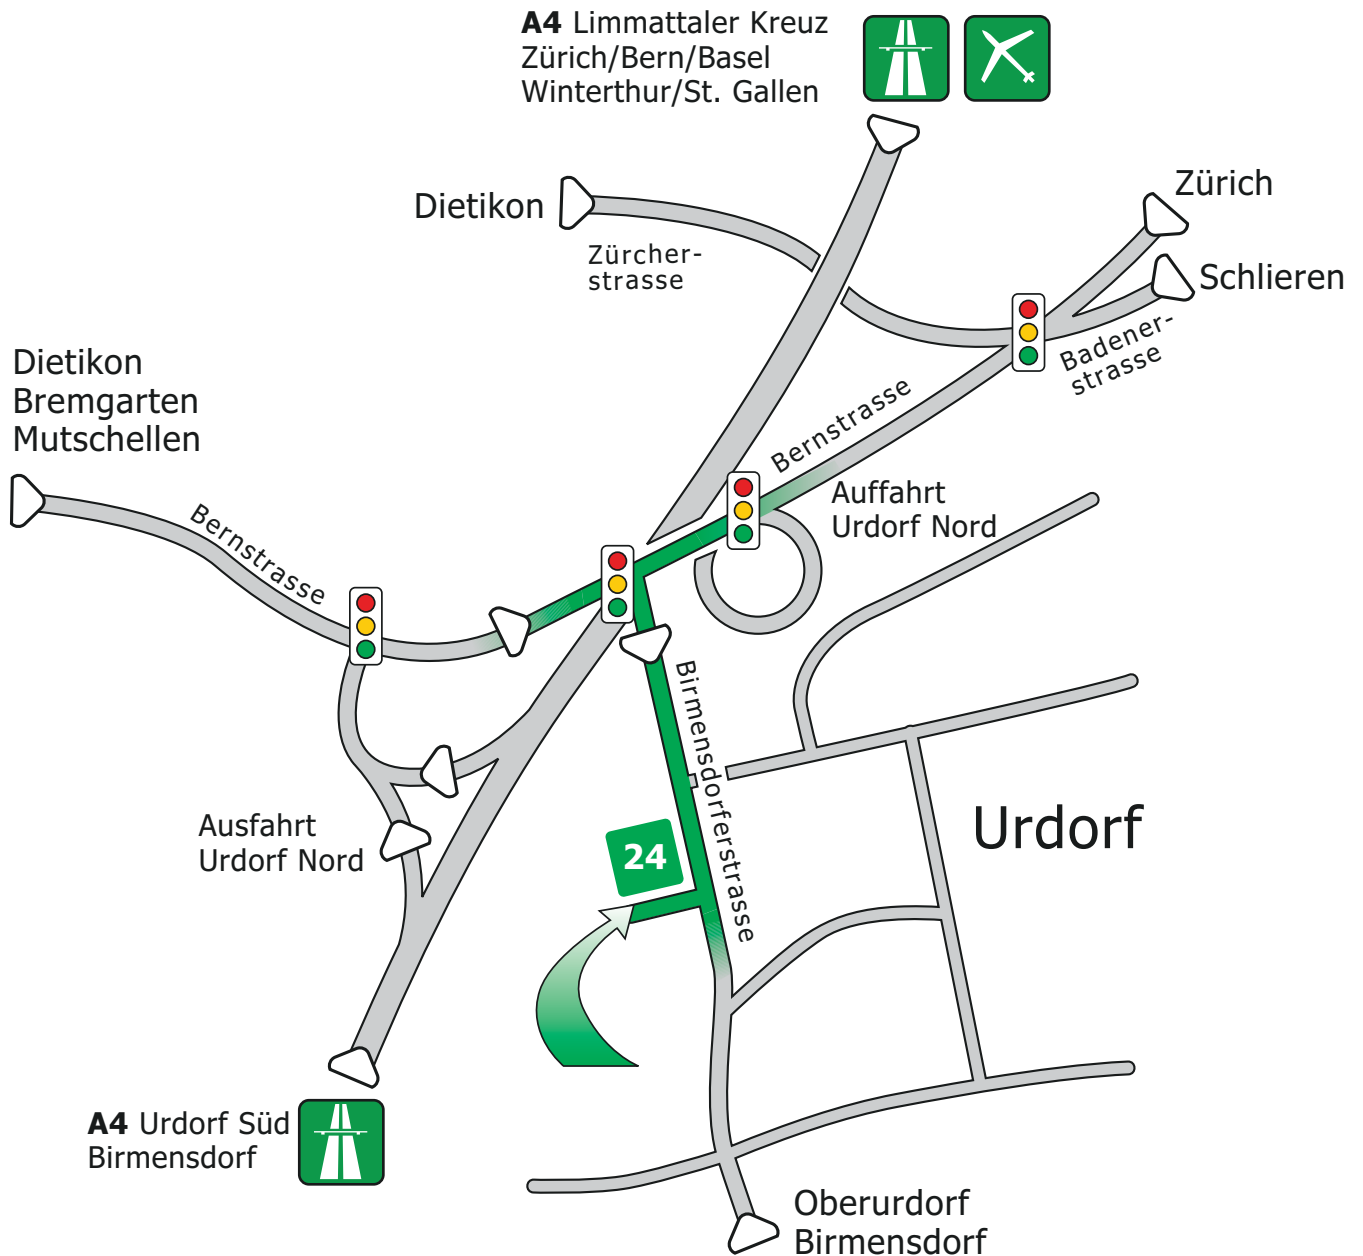 A4 Limmattaler Kreuz
Zürich/Bern/Basel
Winterthur/St. Gallen
Zürich
Dietikon
Zürcher-
strasse
Schlieren
Badener-
strasse
Dietikon
Bremgarten
Mutschellen
Bernstrasse
Auffahrt
Urdorf Nord
Bernstrasse
Birmensdorferstrasse
Urdorf
Ausfahrt
Urdorf Nord
24
A4 Urdorf Süd
Birmensdorf
Oberurdorf
Birmensdorf